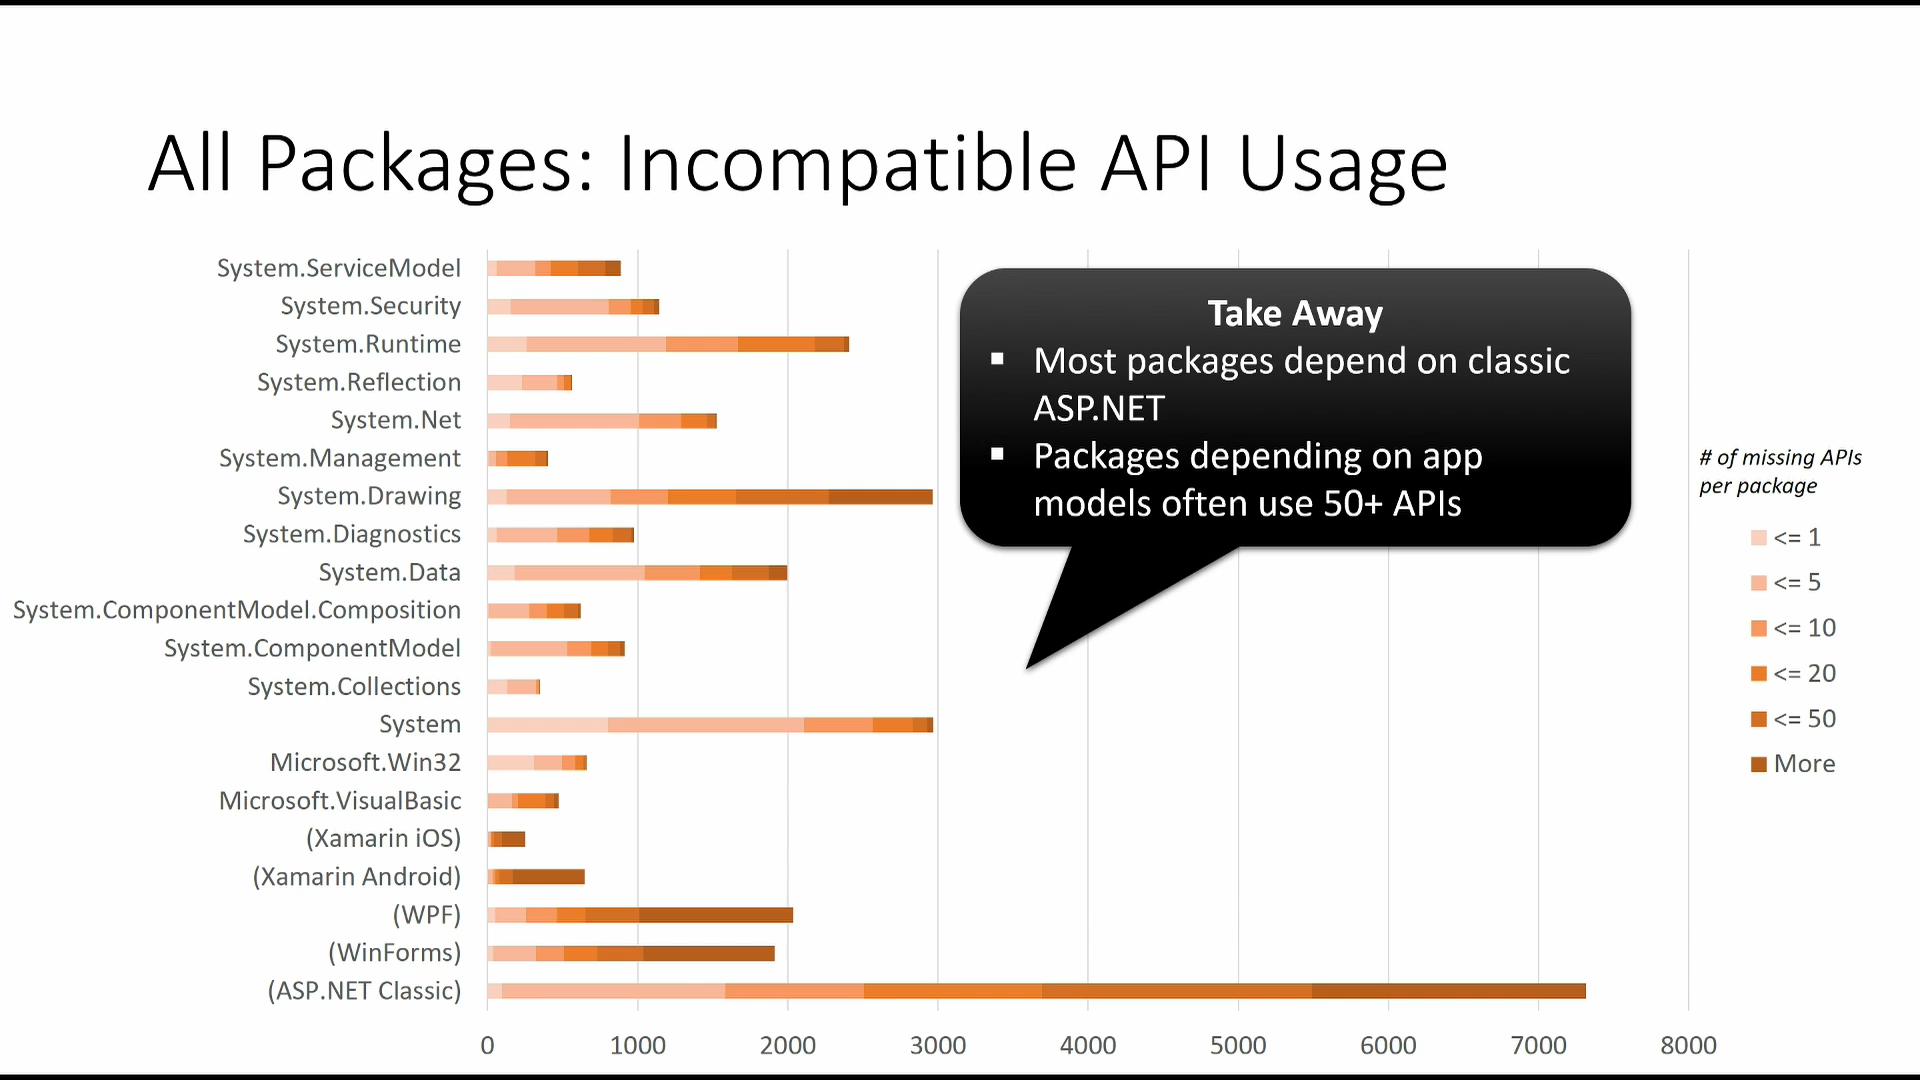 All Packages: Incompatible API Usage
System.ServiceModel
System.Security
System.Runtime
System.Reflection
System.Net
System.Management
System.Drawing
System.Diagnostics
System.Data
System.ComponentModel.Composition
System.ComponentModel
System.Collections
System
Microsoft.Win32
Microsoft.VisualBasic
(Xamarin iOS)
(Xamarin Android)
(WPF)
(WinForms)
(ASP.NET Classic)
0 1000 2000 3000 4000 5000 6000 7000 8000
Take Away
▪ Most packages depend on classic
ASP.NET
▪ Packages depending on app
models often use 50+ APIs
# of missing APIs
per package
<= 1
<= 5
<= 10
<= 20
<= 50
More